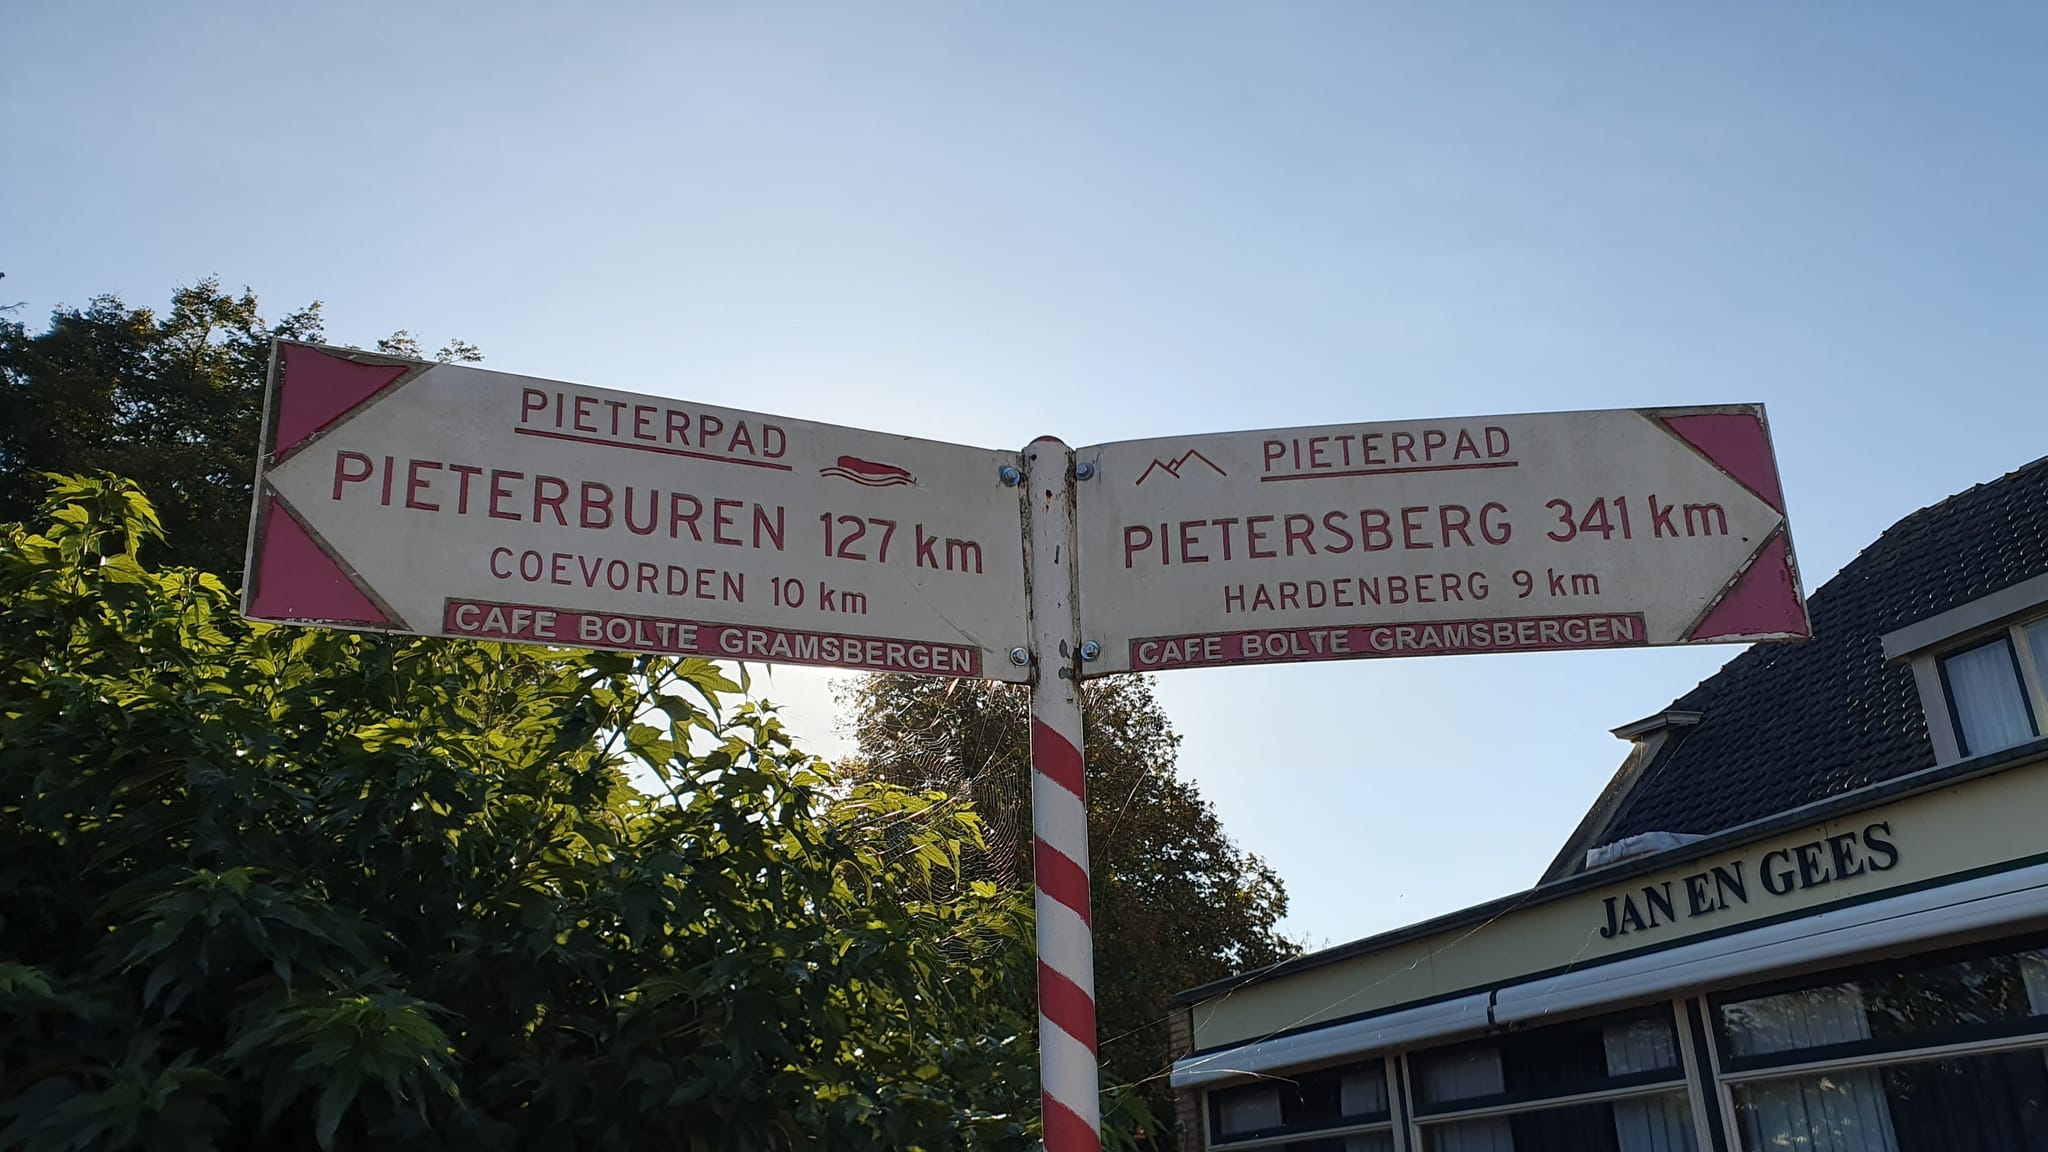 PIETERPAD
PIETERBUREN 127 km
COEVORDEN 10 km
CAFE BOLTE GRAMSBERGEN
PIETERPAD
PIETERSBERG 341 km
HARDENBERG 9 km
CAFE BOLTE GRAMSBERGEN
JAN EN GEES